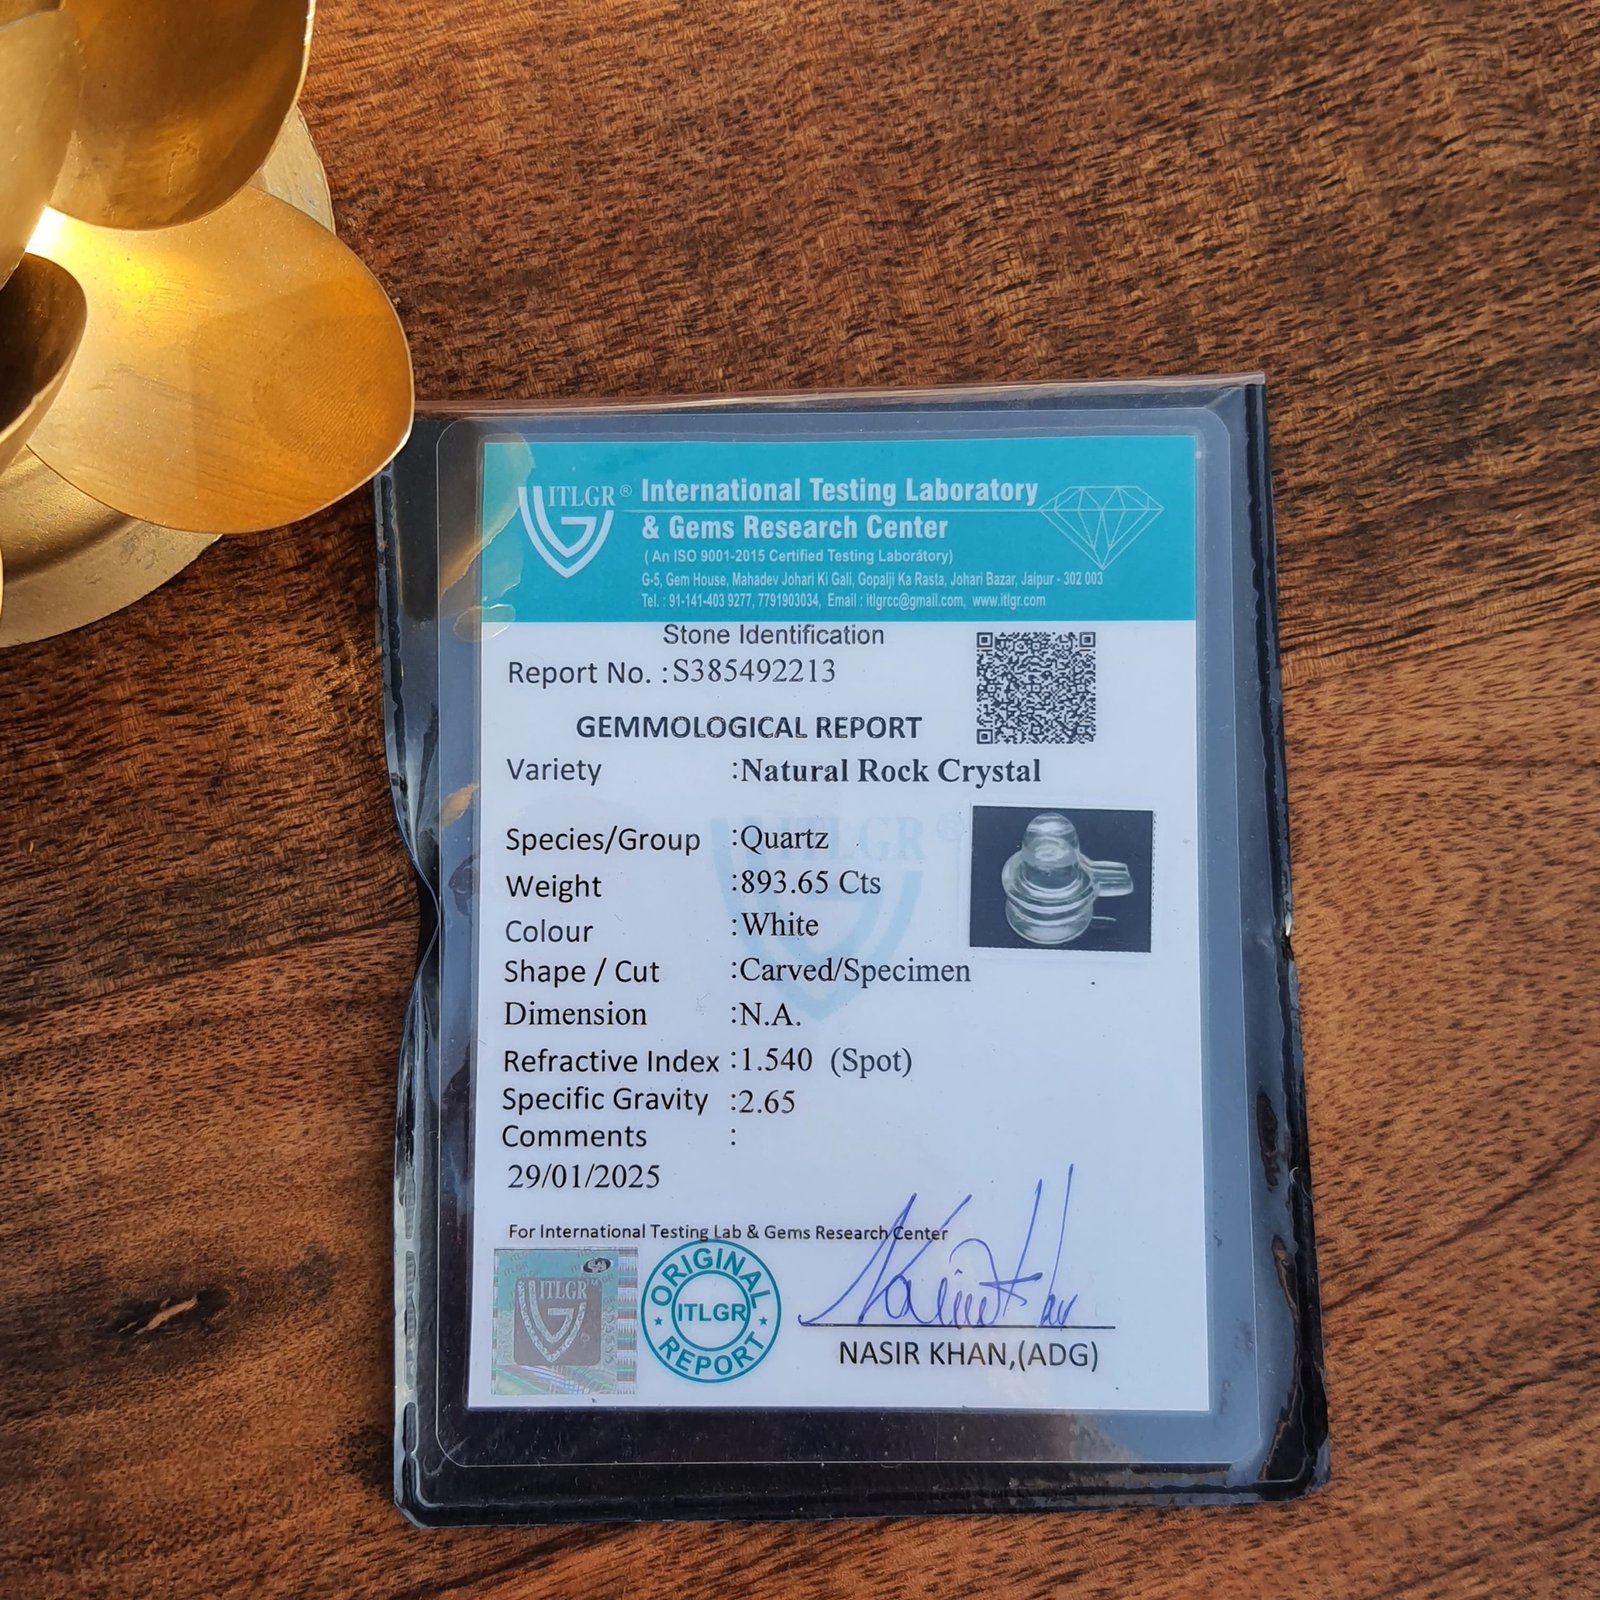 ITLGR® International Testing Laboratory
& Gems Research Center
( An ISO 9001-2015 Certified Testing Laboratory)
G-5, Gem House, Mahadev Johari Ki Gali, Gopalji Ka Rasta, Johari Bazar, Jaipur - 302 003
Tel. : 91-141-403 9277, 7791903034, Email : itlgrcc@gmail.com, www.itlgr.com
Stone Identification
Report No. : S385492213
GEMMOLOGICAL REPORT
Variety :Natural Rock Crystal
ITLGR®
Species/Group :Quartz
Weight :893.65 Cts
Colour :White
Shape / Cut :Carved/Specimen
Dimension :N.A.
Refractive Index :1.540 (Spot)
Specific Gravity :2.65
Comments :
29/01/2025
For International Testing Lab & Gems Research Center
ITLGR™
ORIGINAL
ITLGR
REPORT
NASIR KHAN,(ADG)